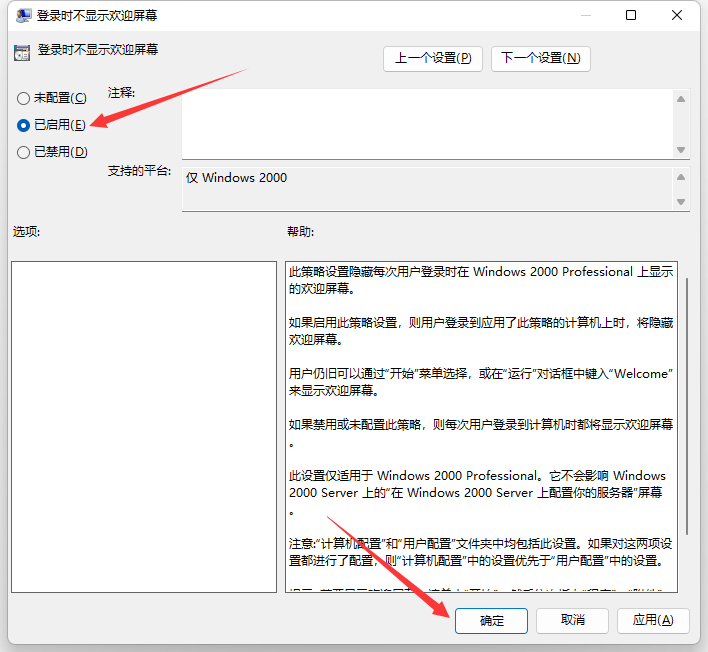 登录时不显示欢迎屏幕
登录时不显示欢迎屏幕
上一个设置(P)
下一个设置(N)
未配置(C)
注释:
已启用(E)
已禁用(D)
支持的平台:
仅 Windows 2000
选项:
帮助:
此策略设置隐藏每次用户登录时在 Windows 2000 Professional 上显示
的欢迎屏幕。
如果启用此策略设置，则用户登录到应用了此策略的计算机上时，将隐藏
欢迎屏幕。
用户仍旧可以通过“开始”菜单选择，或在“运行”对话框中键入“Welcome”
来显示欢迎屏幕。
如果禁用或未配置此策略，则每次用户登录到计算机时都将显示欢迎屏幕
。
此设置仅适用于 Windows 2000 Professional。它不会影响 Windows
2000 Server 上的“在 Windows 2000 Server 上配置你的服务器”屏幕
。
注意:“计算机配置”和“用户配置”文件夹中均包括此设置。如果对这两项设
置都进行了配置，则“计算机配置”中的设置优先于“用户配置”中的设置。
确定
取消
应用(A)